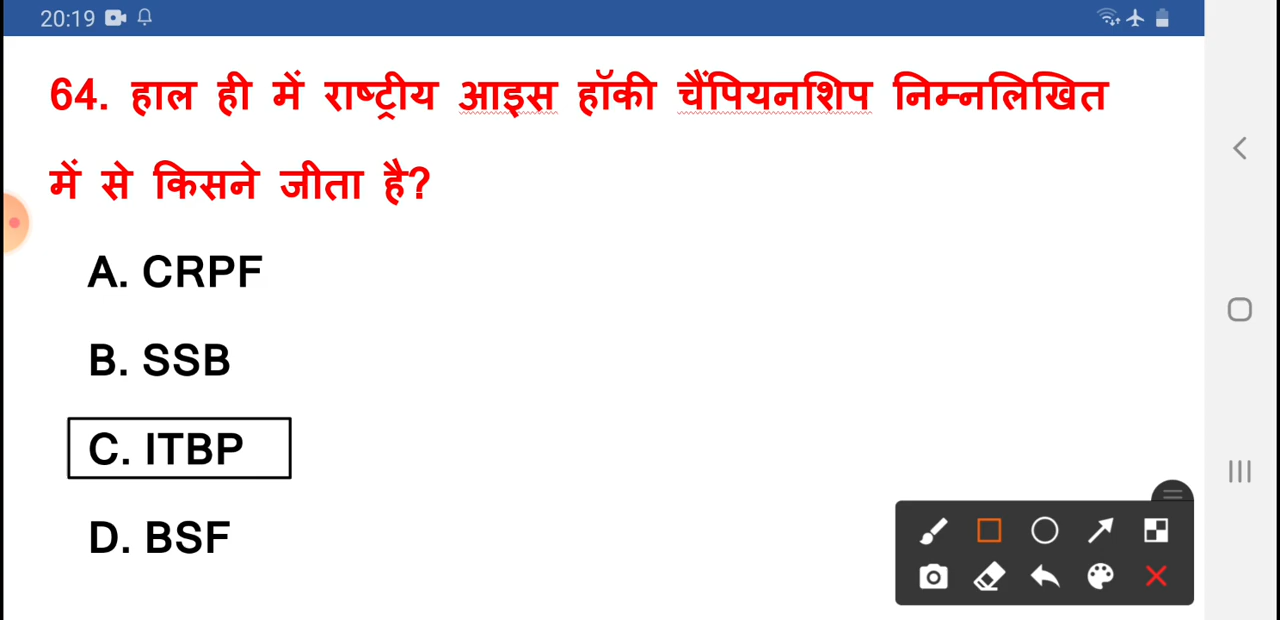 20:19
64. हाल ही में राष्ट्रीय आइस हॉकी चैंपियनशिप निम्नलिखित
में से किसने जीता है?
A. CRPF
B. SSB
C. ITBP
D. BSF